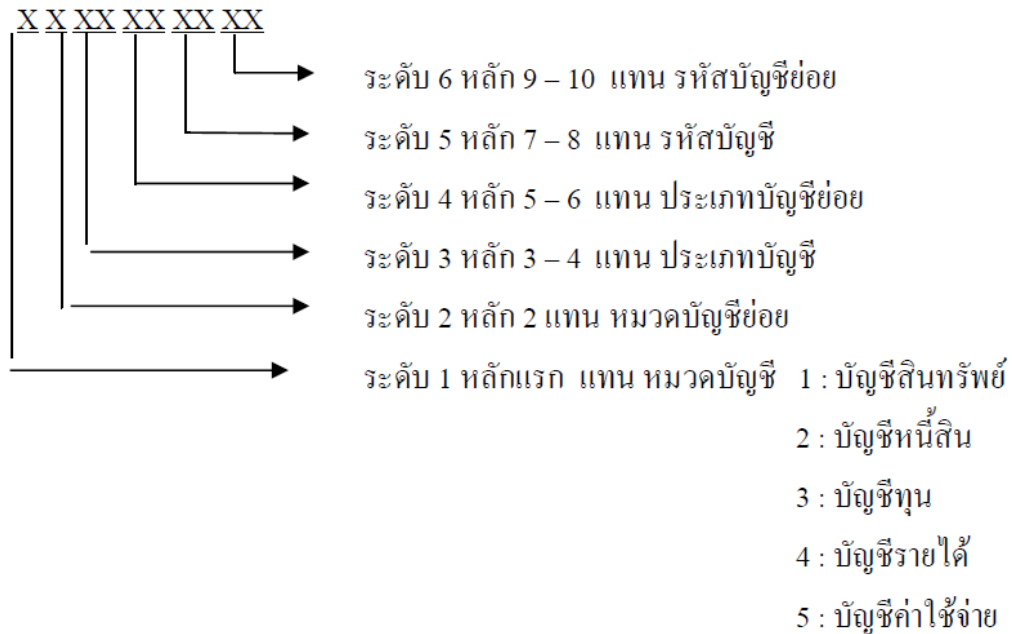 X X XX XX XX XX
ระดับ 6 หลัก 9 – 10 แทน รหัสบัญชีย่อย
ระดับ 5 หลัก 7 – 8 แทน รหัสบัญชี
ระดับ 4 หลัก 5 – 6 แทน ประเภทบัญชีย่อย
ระดับ 3 หลัก 3 – 4 แทน ประเภทบัญชี
ระดับ 2 หลัก 2 แทน หมวดบัญชีย่อย
ระดับ 1 หลักแรก แทน หมวดบัญชี 1 : บัญชีสินทรัพย์
2 : บัญชีหนี้สิน
3 : บัญชีทุน
4 : บัญชีรายได้
5 : บัญชีค่าใช้จ่าย